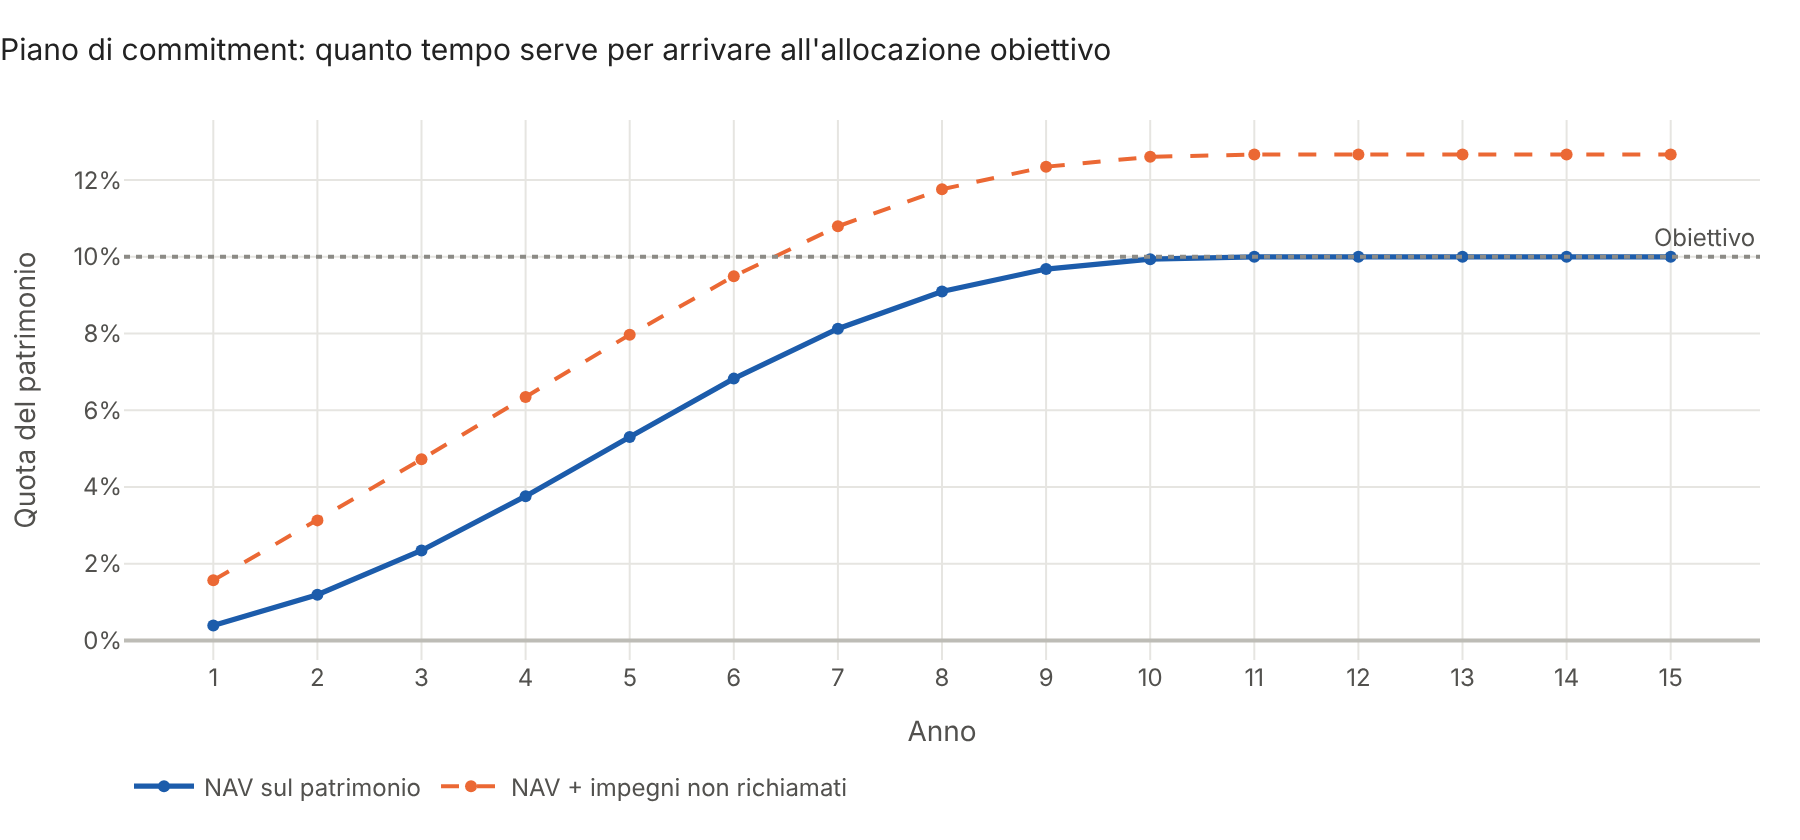 Piano di commitment: quanto tempo serve per arrivare all'allocazione obiettivo
Quota del patrimonio
12%
10%
8%
6%
4%
2%
0%
Obiettivo
1 2 3 4 5 6 7 8 9 10 11 12 13 14 15
Anno
NAV sul patrimonio NAV + impegni non richiamati